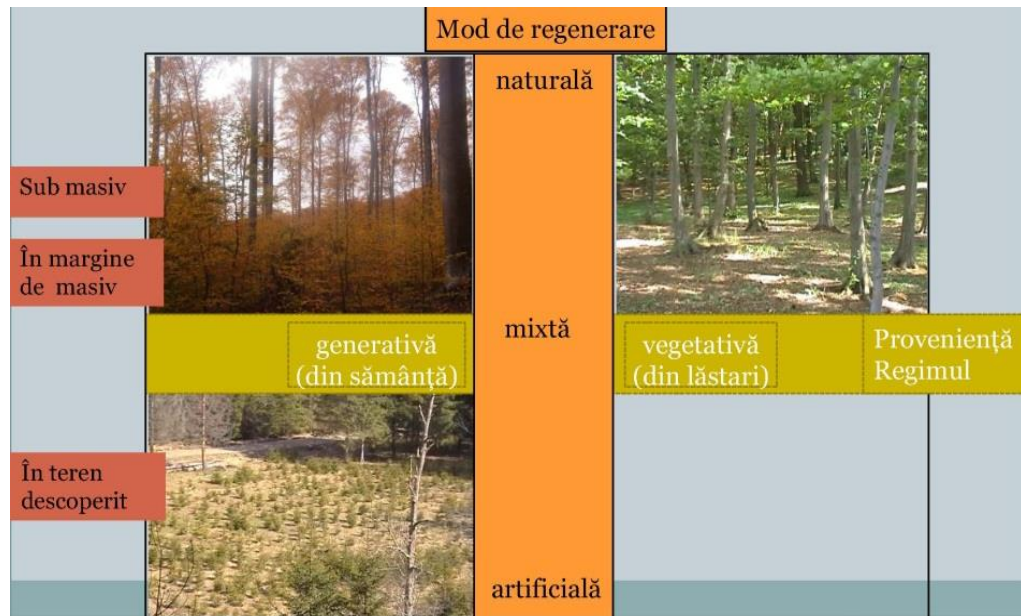 Mod de regenerare
naturală
Sub masiv
În margine
de masiv
mixtă
generativă
(din sămânță)
vegetativă
(din lăstari)
Proveniență
Regimul
În teren
descoperit
artificială